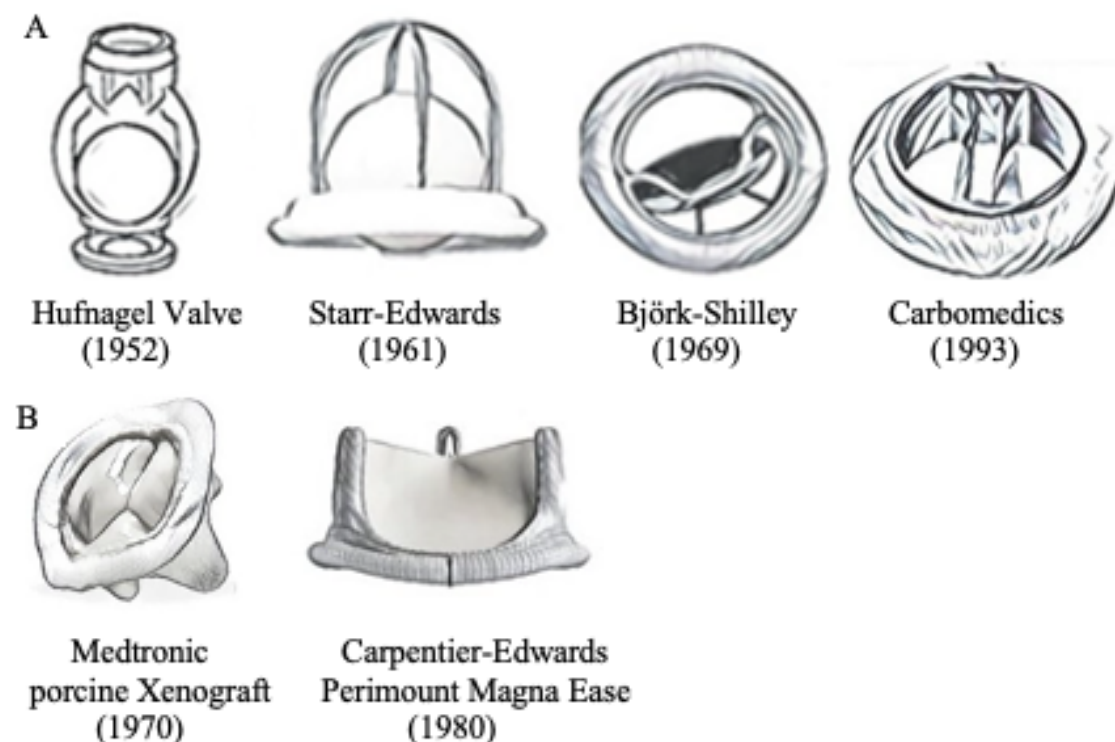 A
Hufnagel Valve
(1952)
Starr-Edwards
(1961)
Björk-Shilley
(1969)
Carbomedics
(1993)
B
Medtronic
porcine Xenograft
(1970)
Carpentier-Edwards
Perimount Magna Ease
(1980)